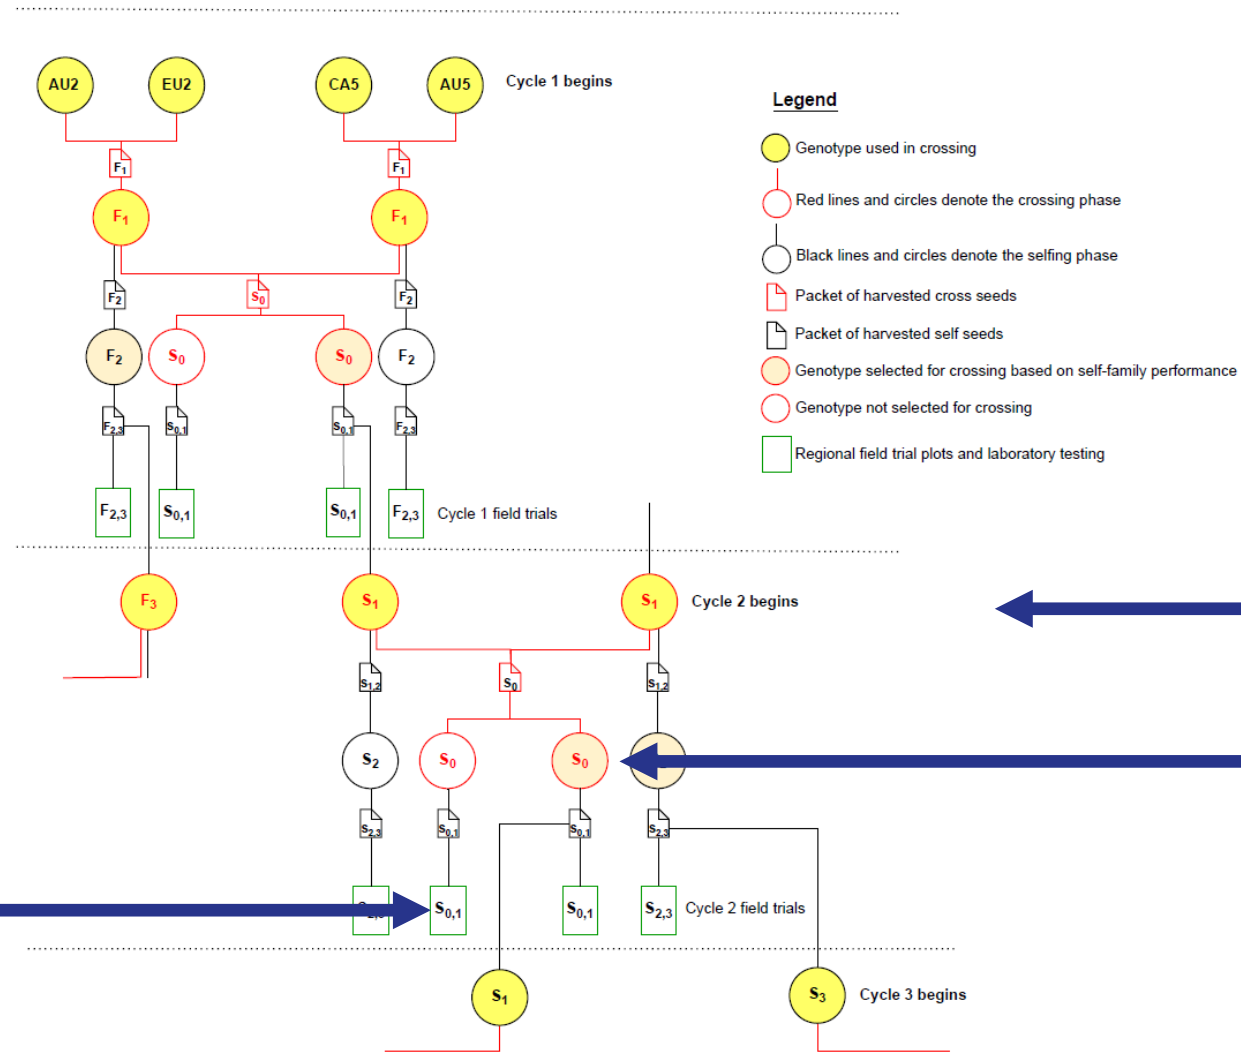 AU2 EU2 CA5 AU5 Cycle 1 begins
Legend
Genotype used in crossing
F1 F1
Red lines and circles denote the crossing phase
F1 F1
Black lines and circles denote the selfing phase
F2 S0 F2
Packet of harvested cross seeds
Packet of harvested self seeds
F2 S0 S0 F2
Genotype selected for crossing based on self-family performance
Genotype not selected for crossing
F2,3 S0,1 S0,1 F2,3
Regional field trial plots and laboratory testing
F2,3 S0,1 S0,1 F2,3 Cycle 1 field trials
F3 S1 S1 Cycle 2 begins
S1,2 S0 S1,2
S2 S0 S0
S2,3 S0,1 S0,1 S2,3
S0,1 S0,1 S2,3 Cycle 2 field trials
S1 S3 Cycle 3 begins